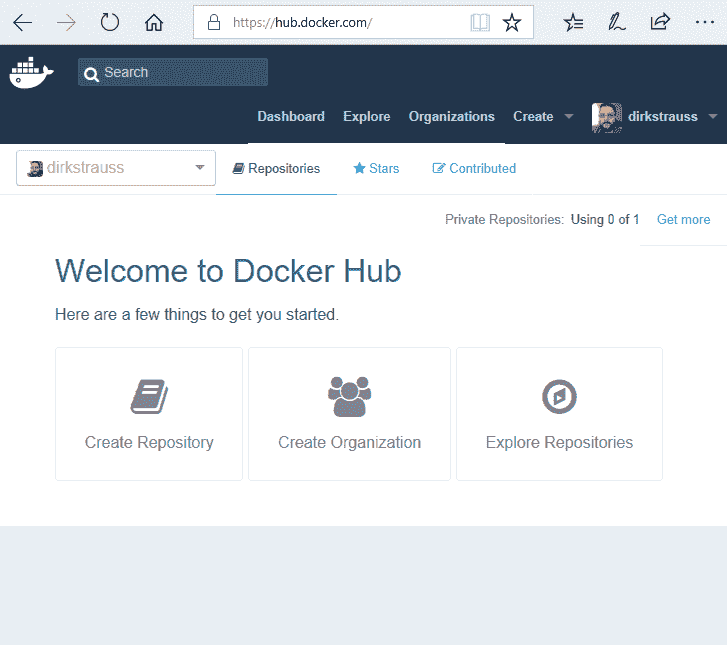 https://hub.docker.com/
Search
Dashboard Explore Organizations Create dirkstrauss
dirkstrauss Repositories Stars Contributed
Private Repositories: Using 0 of 1 Get more
Welcome to Docker Hub
Here are a few things to get you started.
Create Repository Create Organization Explore Repositories